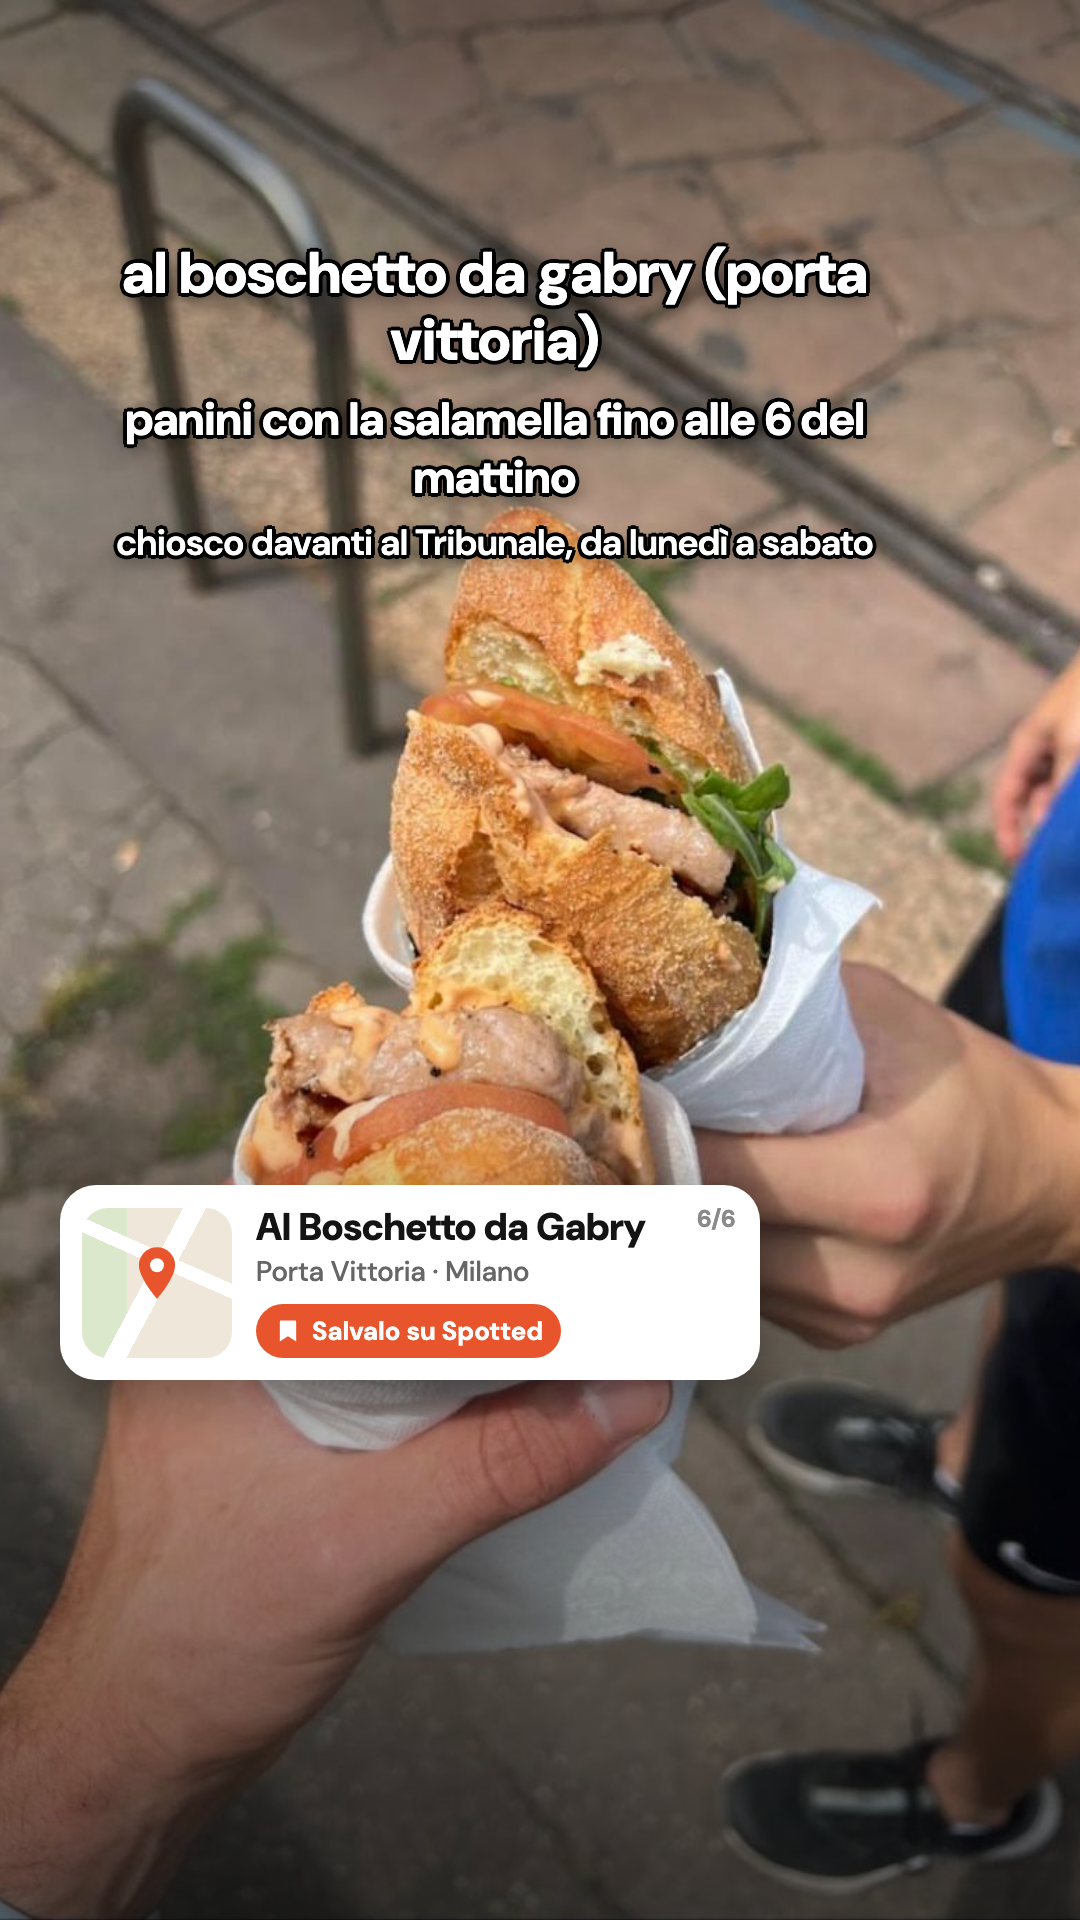 al boschetto da gabry (porta
vittoria)
panini con la salamella fino alle 6 del
mattino
chiosco davanti al Tribunale, da lunedì a sabato
Al Boschetto da Gabry
6/6
Porta Vittoria · Milano
Salvalo su Spotted